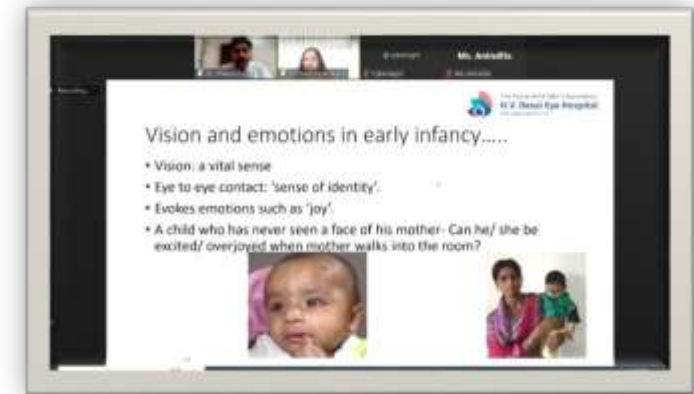 Ms. Anindita
H.V. Desai Eye Hospital
Vision and emotions in early infancy.....
• Vision: a vital sense
• Eye to eye contact: 'sense of identity'.
• Evokes emotions such as 'joy'.
• A child who has never seen a face of his mother- Can he/ she be
excited/ overjoyed when mother walks into the room?